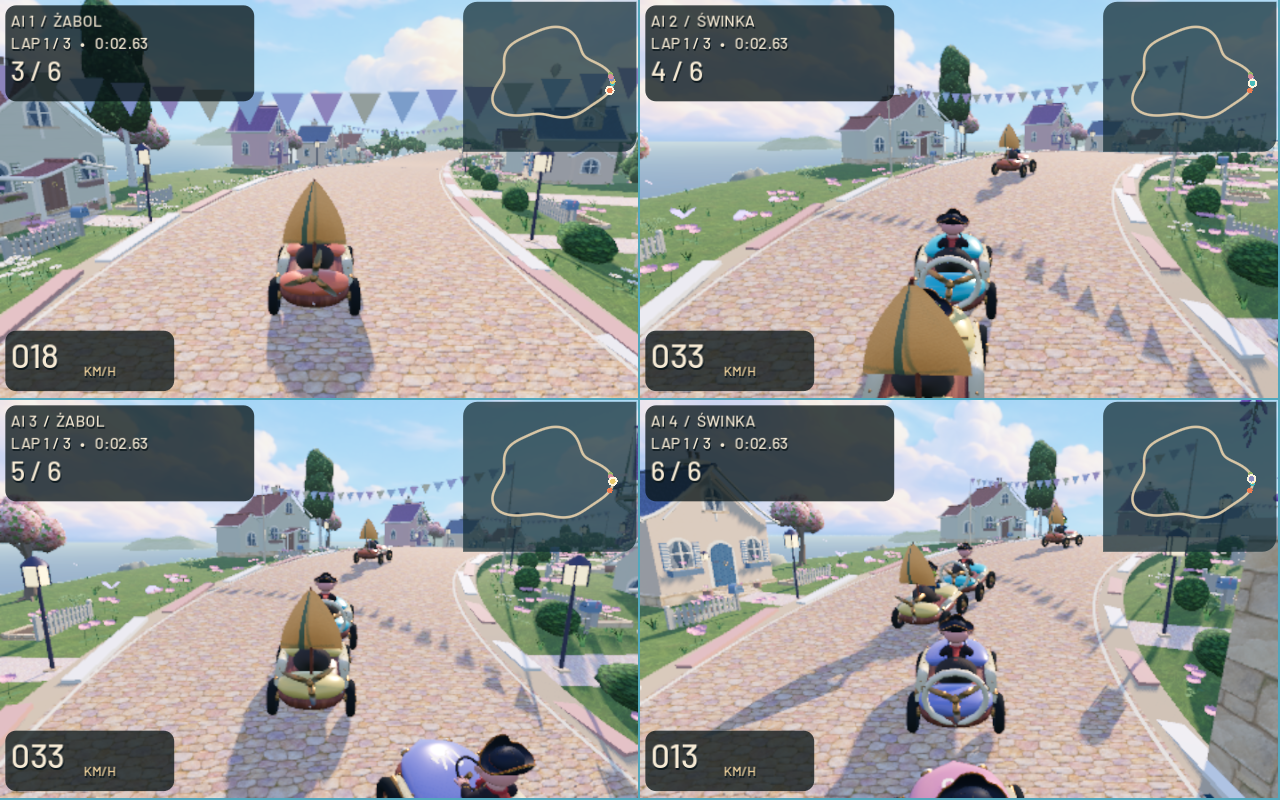 AI 1 / ŻABOL
LAP 1 / 3 • 0:02.63
3 / 6
018 KM/H
AI 2 / ŚWINKA
LAP 1 / 3 • 0:02.63
4 / 6
033 KM/H
AI 3 / ŻABOL
LAP 1 / 3 • 0:02.63
5 / 6
033 KM/H
AI 4 / ŚWINKA
LAP 1 / 3 • 0:02.63
6 / 6
013 KM/H